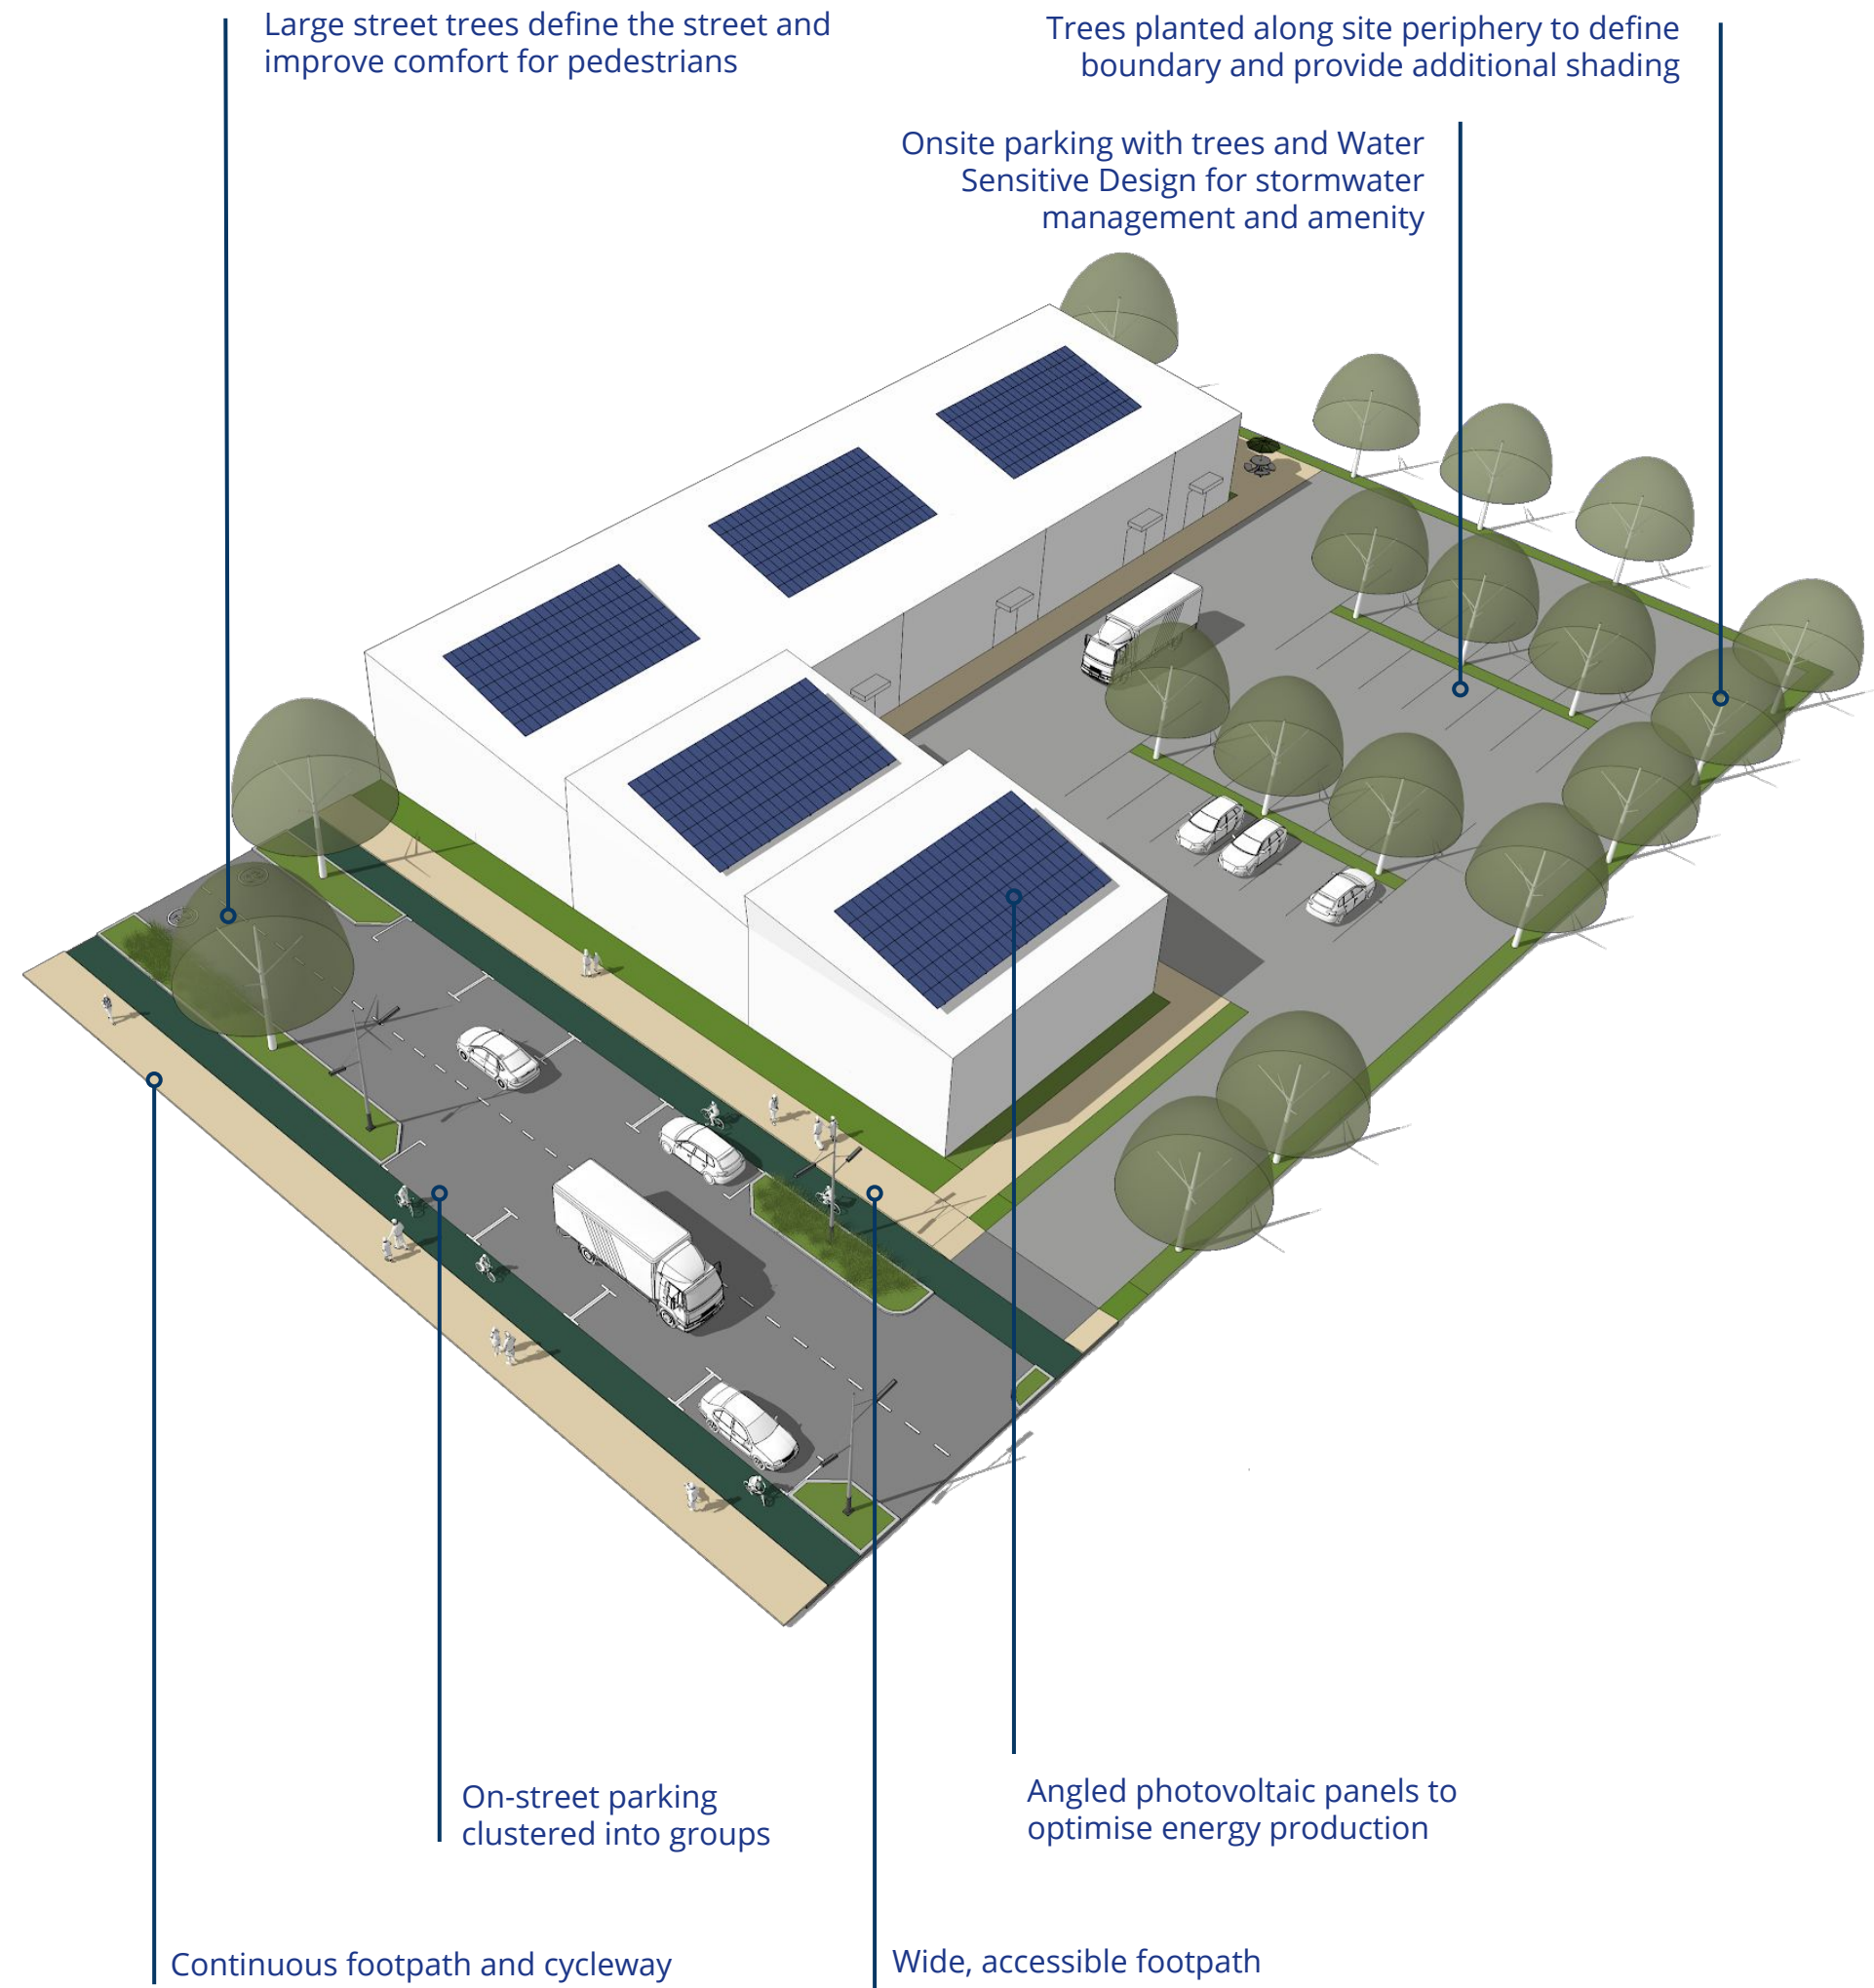 Large street trees define the street and
improve comfort for pedestrians
Trees planted along site periphery to define
boundary and provide additional shading
Onsite parking with trees and Water
Sensitive Design for stormwater
management and amenity
On-street parking
clustered into groups
Angled photovoltaic panels to
optimise energy production
Continuous footpath and cycleway
Wide, accessible footpath